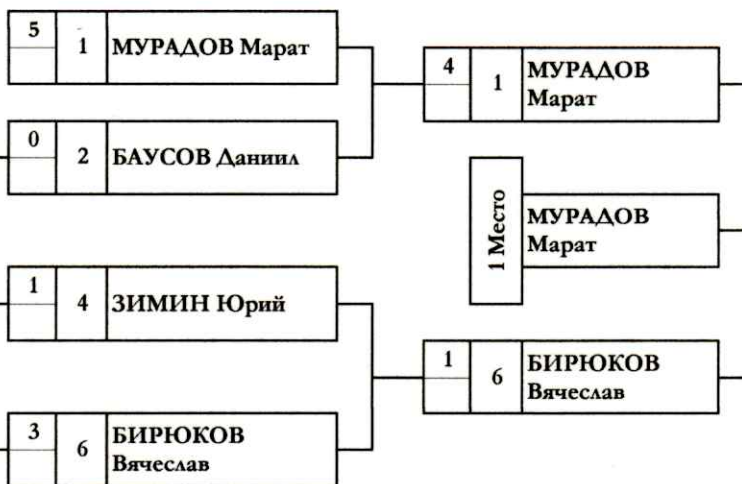 5
1
МУРАДОВ Марат
0
2
БАУСОВ Даниил
1
4
ЗИМИН Юрий
3
6
БИРЮКОВ
Вячеслав
4
1
МУРАДОВ
Марат
1 Место
МУРАДОВ
Марат
1
6
БИРЮКОВ
Вячеслав